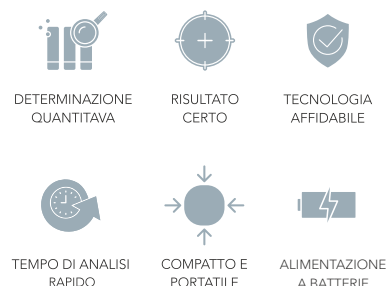 DETERMINAZIONE
QUANTITAVA
RISULTATO
CERTO
TECNOLOGIA
AFFIDABILE
TEMPO DI ANALISI
RAPIDO
COMPATTO E
PORTATILE
ALIMENTAZIONE
A BATTERIE